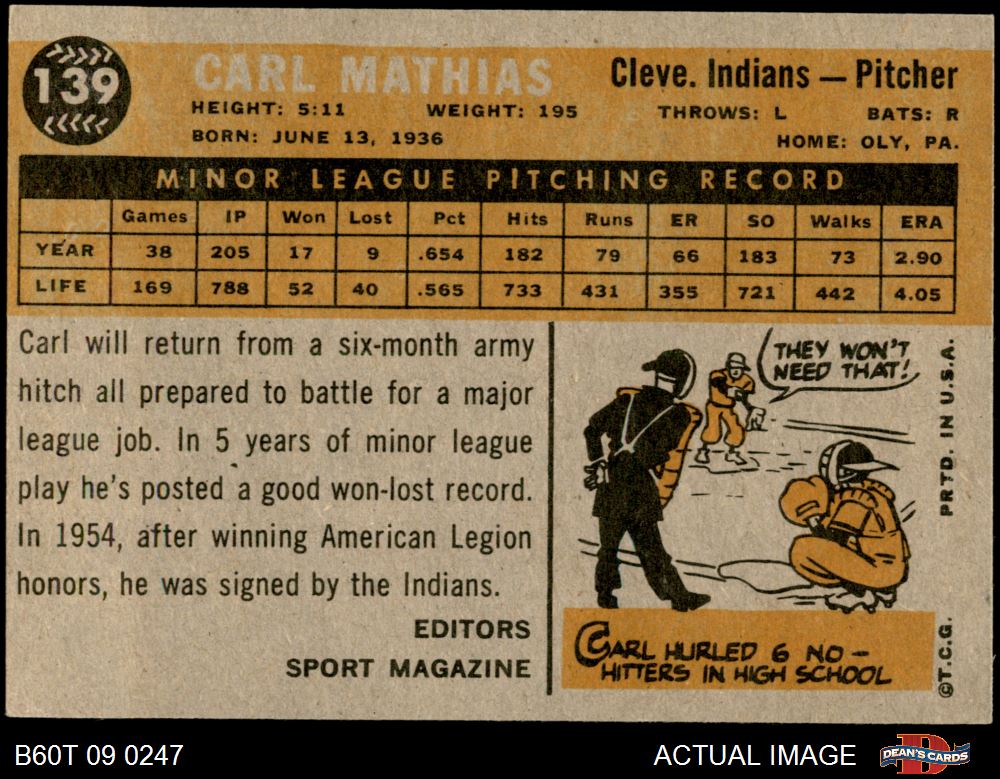 139
CARL MATHIAS
Cleve. Indians — Pitcher
HEIGHT: 5:11 WEIGHT: 195 THROWS: L BATS: R
BORN: JUNE 13, 1936 HOME: OLY, PA.
MINOR LEAGUE PITCHING RECORD
Games IP Won Lost Pct Hits Runs ER SO Walks ERA
YEAR 38 205 17 9 .654 182 79 66 183 73 2.90
LIFE 169 788 52 40 .565 733 431 355 721 442 4.05
Carl will return from a six-month army
hitch all prepared to battle for a major
league job. In 5 years of minor league
play he's posted a good won-lost record.
In 1954, after winning American Legion
honors, he was signed by the Indians.
EDITORS
SPORT MAGAZINE
THEY WON'T
NEED THAT!
CARL HURLED 6 NO-
HITTERS IN HIGH SCHOOL
PRTD. IN U.S.A.
©T.C.G.
B60T 09 0247
ACTUAL IMAGE
DEAN'S CARDS